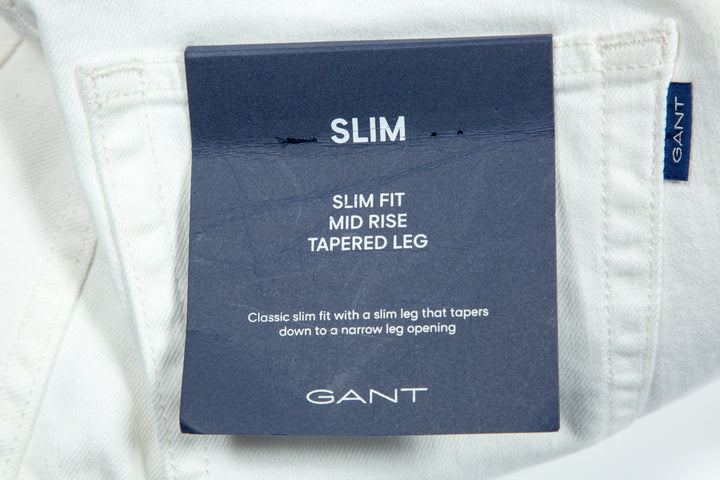 SLIM
SLIM FIT
MID RISE
TAPERED LEG
Classic slim fit with a slim leg that tapers
down to a narrow leg opening
GANT
GANT